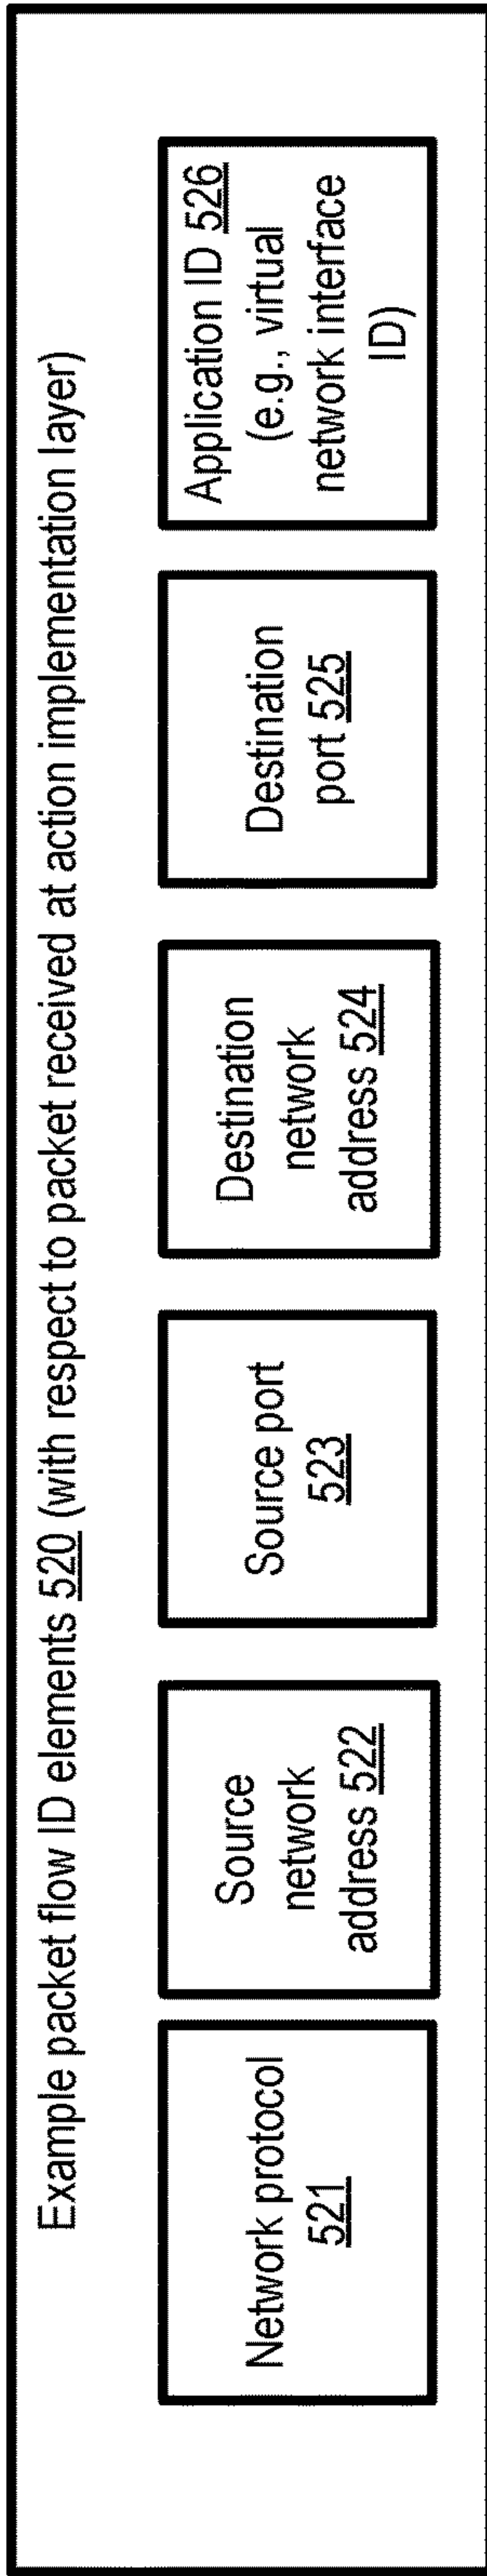 Example packet flow ID elements 520 (with respect to packet received at action implementation layer)
Network protocol
521
Source
network
address 522
Source port
523
Destination
network
address 524
Destination
port 525
Application ID 526
(e.g., virtual
network interface
ID)